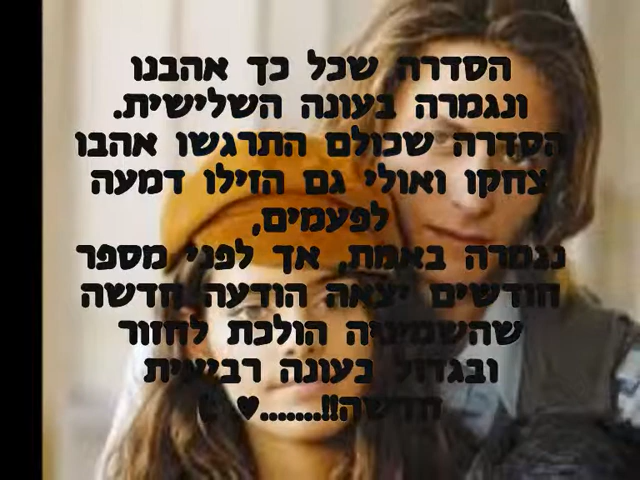 הסדרה שכל כך אהבנו
ונגמרה בעונה השלישית.
הסדרה שכולם התרגשו אהבו
צחקו ואולי גם הזילו דמעה
לפעמים,
נגמרה באמת, אך לפני מספר
חודשים יצאה הודעה חדשה
שהשמיניה הולכת לחזור
ובגדול בעונה רביעית
חדשה!!.......♥ ♥